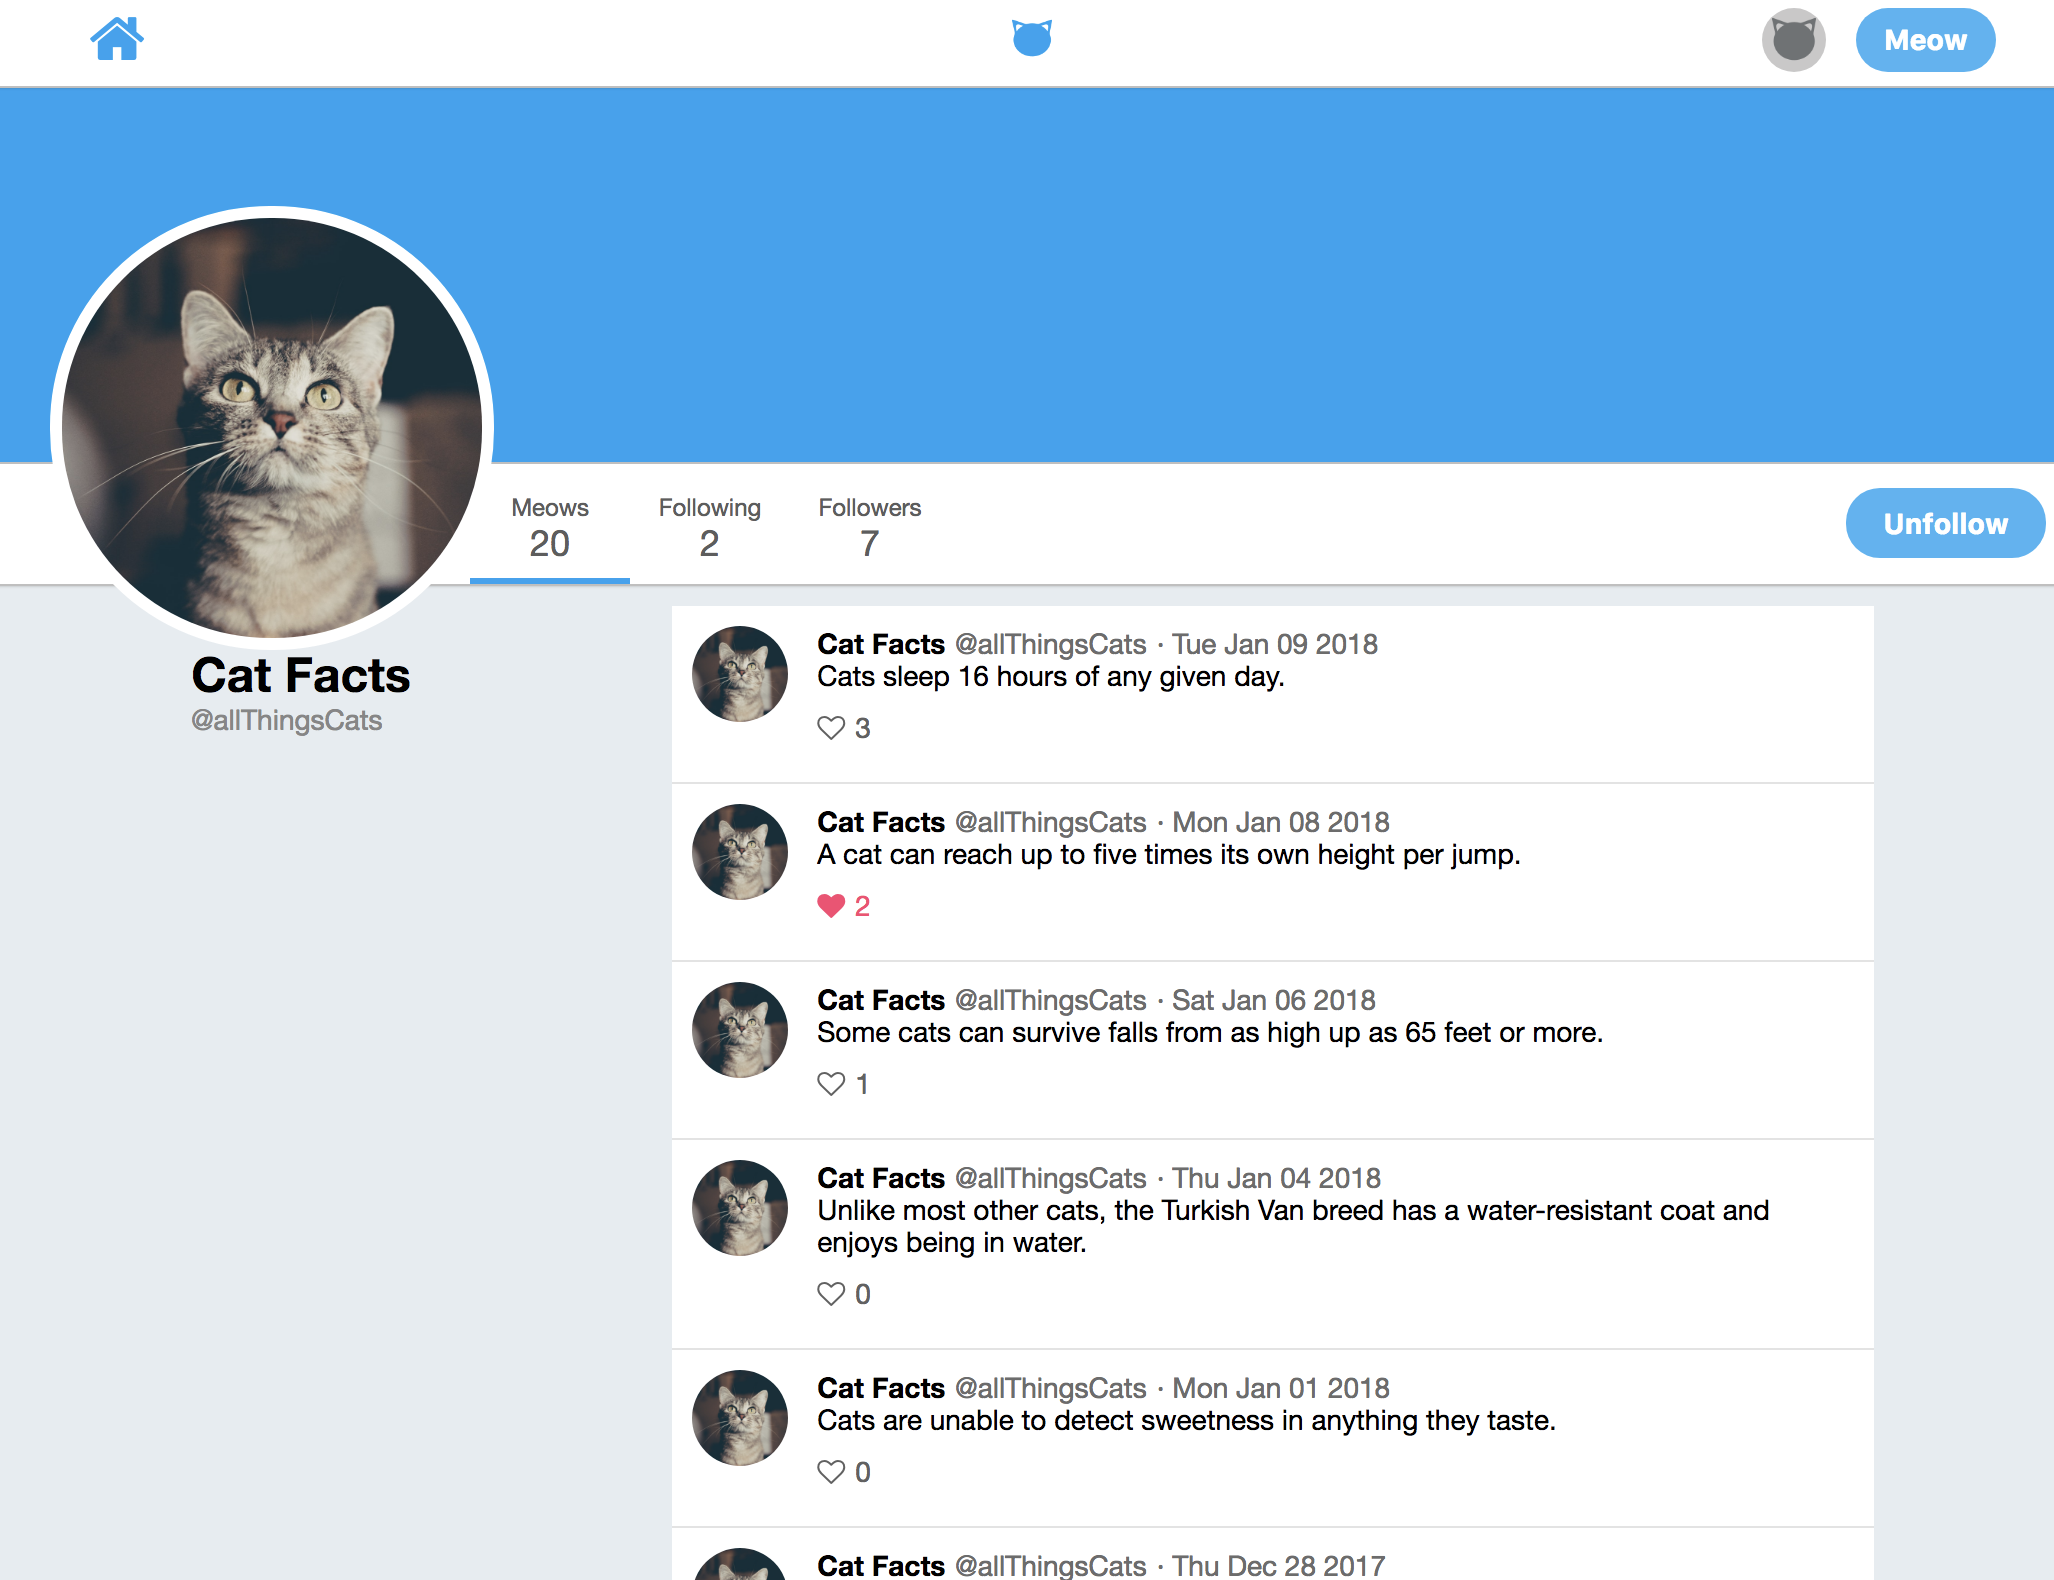 Meow
Meows
20
Following
2
Followers
7
Unfollow
Cat Facts
@allThingsCats
Cat Facts @allThingsCats · Tue Jan 09 2018
Cats sleep 16 hours of any given day.
3
Cat Facts @allThingsCats · Mon Jan 08 2018
A cat can reach up to five times its own height per jump.
2
Cat Facts @allThingsCats · Sat Jan 06 2018
Some cats can survive falls from as high up as 65 feet or more.
1
Cat Facts @allThingsCats · Thu Jan 04 2018
Unlike most other cats, the Turkish Van breed has a water-resistant coat and
enjoys being in water.
0
Cat Facts @allThingsCats · Mon Jan 01 2018
Cats are unable to detect sweetness in anything they taste.
0
Cat Facts @allThingsCats · Thu Dec 28 2017